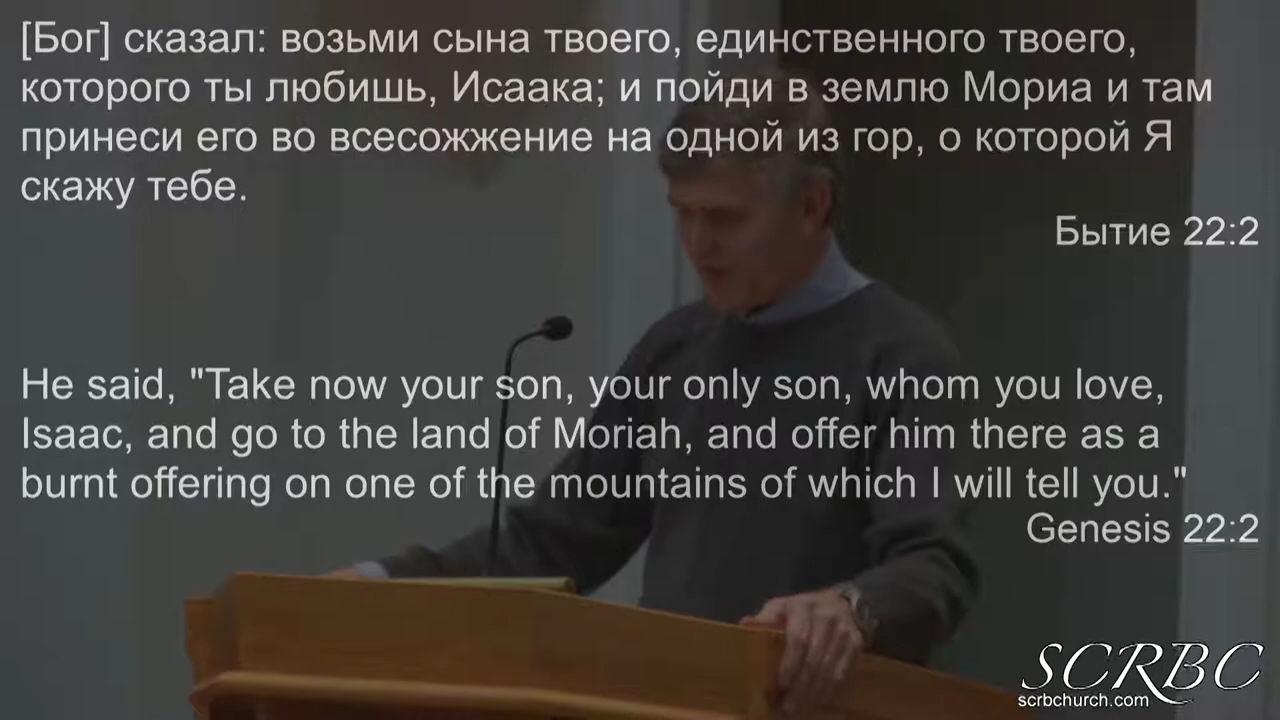 [Бог] сказал: возьми сына твоего, единственного твоего,
которого ты любишь, Исаака; и пойди в землю Мориа и там
принеси его во всесожжение на одной из гор, о которой Я
скажу тебе.
Бытие 22:2
He said, "Take now your son, your only son, whom you love,
Isaac, and go to the land of Moriah, and offer him there as a
burnt offering on one of the mountains of which I will tell you."
Genesis 22:2
SCRBC
scrbchurch.com